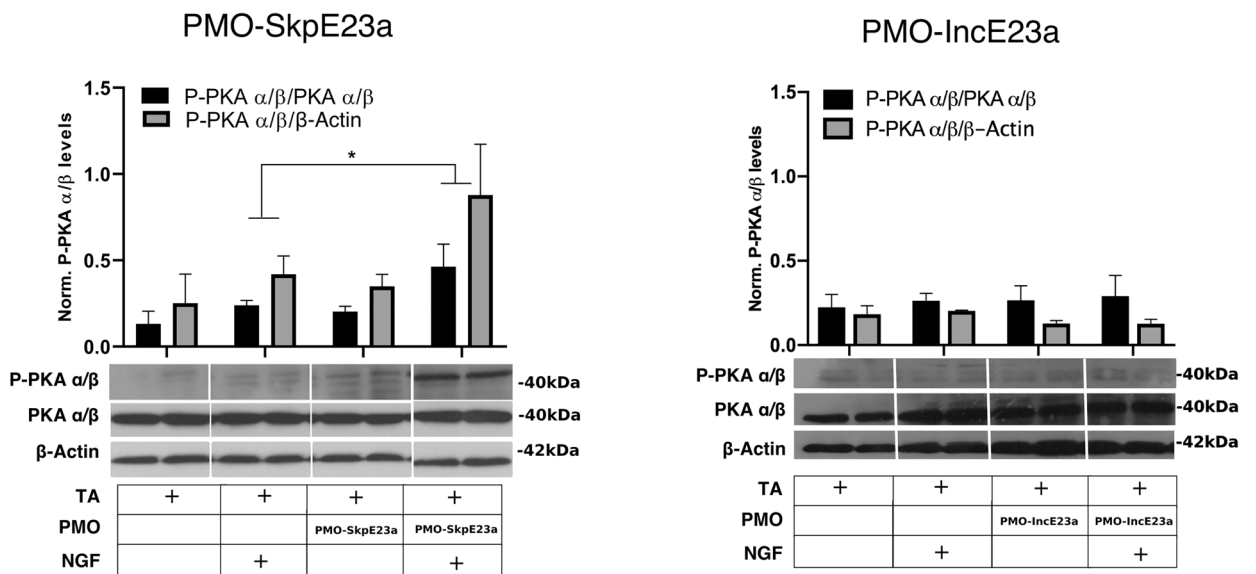 PMO-SkpE23a
1.5
P-PKA α/β/PKA α/β
P-PKA α/β/β-Actin
*
1.0
0.5
0.0
Norm. P-PKA α/β levels
P-PKA α/β
-40kDa
PKA α/β
-40kDa
β-Actin
-42kDa
TA + + + +
PMO PMO-SkpE23a PMO-SkpE23a
NGF + +
PMO-IncE23a
1.5
P-PKA α/β/PKA α/β
P-PKA α/β/β-Actin
1.0
0.5
0.0
Norm. P-PKA α/β levels
P-PKA α/β
-40kDa
PKA α/β
-40kDa
β-Actin
-42kDa
TA + + + +
PMO PMO-IncE23a PMO-IncE23a
NGF + +